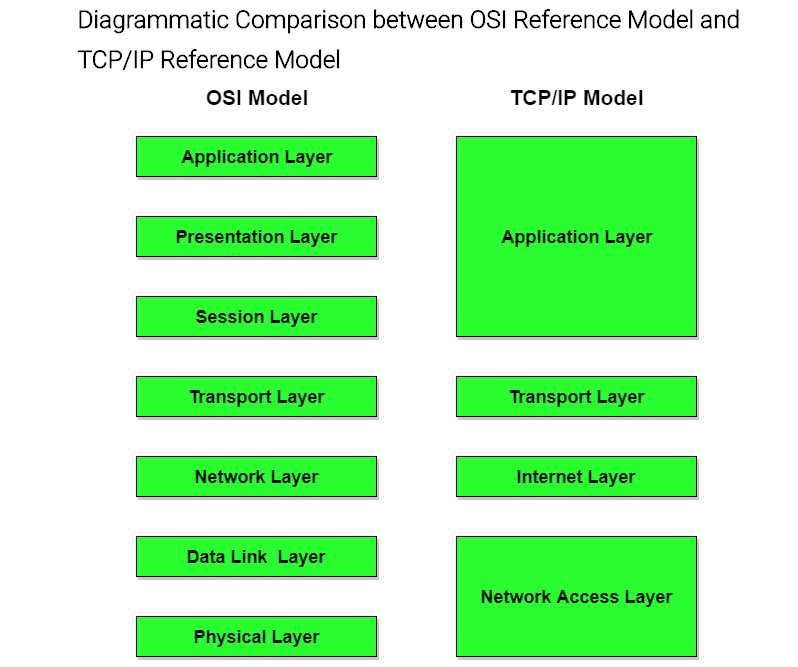 Diagrammatic Comparison between OSI Reference Model and
TCP/IP Reference Model
OSI Model
TCP/IP Model
Application Layer
Presentation Layer
Session Layer
Transport Layer
Network Layer
Data Link  Layer
Physical Layer
Application Layer
Transport Layer
Internet Layer
Network Access Layer